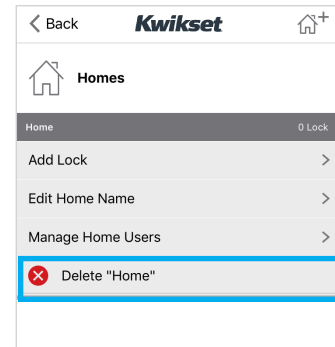 Back Kwikset
Homes
Home 0 Lock
Add Lock
Edit Home Name
Manage Home Users
Delete "Home"